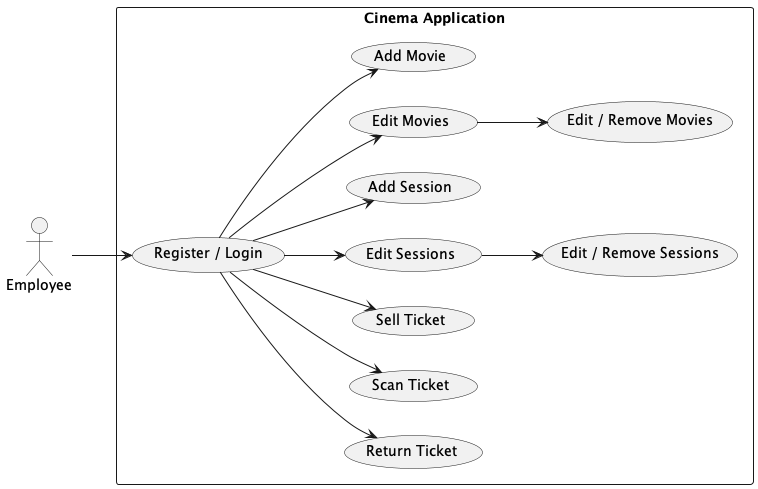 Cinema Application
Add Movie
Edit Movies
Edit / Remove Movies
Add Session
Employee
Register / Login
Edit Sessions
Edit / Remove Sessions
Sell Ticket
Scan Ticket
Return Ticket